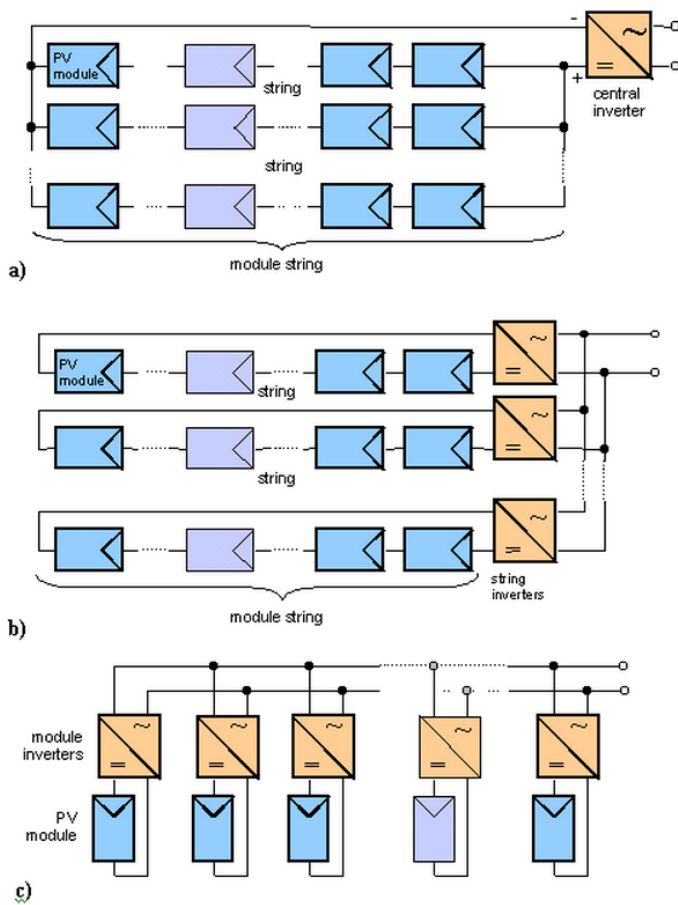 PV
module
string
string
-
+
central
inverter
module string
a)
PV
module
string
string
string
inverters
module string
b)
module
inverters
PV
module
c)